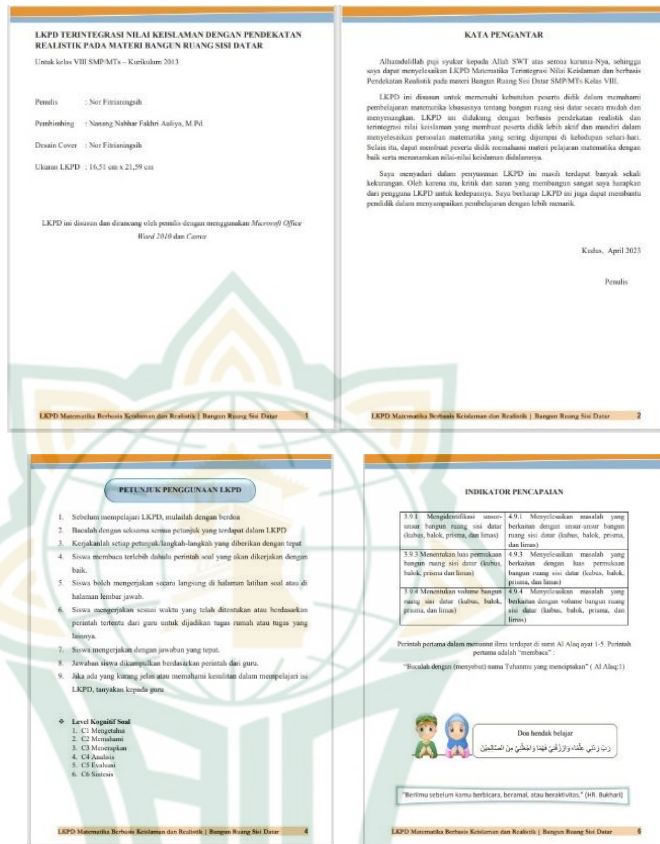 LKPD TERINTEGRASI NILAI KEISLAMAN DENGAN PENDEKATAN
REALISTIK PADA MATERI BANGUN RUANG SISI DATAR
Untuk kelas VIII SMP/MTs – Kurikulum 2013
Penulis : Nor Fitrianingsih
Pembimbing : Nanang Nabhar Fakhri Auliya, M.Pd.
Desain Cover : Nor Fitrianingsih
Ukuran LKPD : 16,51 cm x 21,59 cm
LKPD ini disusun dan dirancang oleh penulis dengan menggunakan Microsoft Office
Word 2010 dan Canva
LKPD Matematika Berbasis Keislaman dan Realistik | Bangun Ruang Sisi Datar 1
KATA PENGANTAR
Alhamdulillah puji syukur kepada Allah SWT atas semua karunia-Nya, sehingga
saya dapat menyelesaikan LKPD Matematika Terintegrasi Nilai Keislaman dan berbasis
Pendekatan Realistik pada materi Bangun Ruang Sisi Datar SMP/MTs Kelas VIII.
LKPD ini disusun untuk memenuhi kebutuhan peserta didik dalam memahami
pembelajaran matematika khususnya tentang bangun ruang sisi datar secara mudah dan
menyenangkan. LKPD ini didukung dengan berbasis pendekatan realistik dan
terintegrasi nilai keislaman yang membuat peserta didik lebih aktif dan mandiri dalam
menyelesaikan persoalan matematika yang sering dijumpai di kehidupan sehari-hari.
Selain itu, dapat membuat peserta didik memahami materi pelajaran matematika dengan
baik serta menanamkan nilai-nilai keislaman didalamnya.
Saya menyadari dalam penyusunan LKPD ini masih terdapat banyak sekali
kekurangan. Oleh karena itu, kritik dan saran yang membangun sangat saya harapkan
dari pengguna LKPD untuk kedepannya. Saya berharap LKPD ini juga dapat membantu
pendidik dalam menyampaikan pembelajaran dengan lebih menarik.
Kudus, April 2023
Penulis
LKPD Matematika Berbasis Keislaman dan Realistik | Bangun Ruang Sisi Datar 2
PETUNJUK PENGGUNAAN LKPD
1. Sebelum mempelajari LKPD, mulailah dengan berdoa
2. Bacalah dengan seksama semua petunjuk yang terdapat dalam LKPD
3. Kerjakanlah setiap petunjuk/langkah-langkah yang diberikan dengan tepat
4. Siswa membaca terlebih dahulu perintah soal yang akan dikerjakan dengan
baik.
5. Siswa boleh mengerjakan secara langsung di halaman latihan soal atau di
halaman lembar jawab.
6. Siswa mengerjakan sesuai waktu yang telah ditentukan atau berdasarkan
perintah tertentu dari guru untuk dijadikan tugas rumah atau tugas yang
lainnya.
7. Siswa mengerjakan dengan jawaban yang tepat.
8. Jawaban siswa dikumpulkan berdasarkan perintah dari guru.
9. Jika ada yang kurang jelas atau memahami kesulitan dalam mempelajari isi
LKPD, tanyakan kepada guru
❖ Level Kognitif Soal
1. C1 Mengetahui
2. C2 Memahami
3. C3 Menerapkan
4. C4 Analisis
5. C5 Evaluasi
6. C6 Sintesis
LKPD Matematika Berbasis Keislaman dan Realistik | Bangun Ruang Sisi Datar 4
INDIKATOR PENCAPAIAN
3.9.1 Mengidentifikasi unsur-
unsur bangun ruang sisi datar
(kubus, balok, prisma, dan limas)
4.9.1 Menyelesaikan masalah yang
berkaitan dengan unsur-unsur bangun
ruang sisi datar (kubus, balok, prisma,
dan limas)
3.9.3 Menentukan luas permukaan
bangun ruang sisi datar (kubus,
balok, prisma dan limas)
4.9.3 Menyelesaikan masalah yang
berkaitan dengan luas permukaan
bangun ruang sisi datar (kubus, balok,
prisma, dan limas)
3.9.4 Menentukan volume bangun
ruang sisi datar (kubus, balok,
prisma, dan limas)
4.9.4 Menyelesaikan masalah yang
berkaitan dengan volume bangun ruang
sisi datar (kubus, balok, prisma, dan
limas)
Perintah pertama dalam menuntut ilmu terdapat di surat Al Alaq ayat 1-5. Perintah
pertama adalah "membaca" :
"Bacalah dengan (menyebut) nama Tuhanmu yang menciptakan" ( Al Alaq:1)
Doa hendak belajar
رَبِّ زِدْنِي عِلْمًا، وَارْزُقْنِيْ فَهْمًا وَاجْعَلْنِيْ مِنَ الصَّالِحِيْنَ
"Berilmu sebelum kamu berbicara, beramal, atau beraktivitas." (HR. Bukhari)
LKPD Matematika Berbasis Keislaman dan Realistik | Bangun Ruang Sisi Datar 6